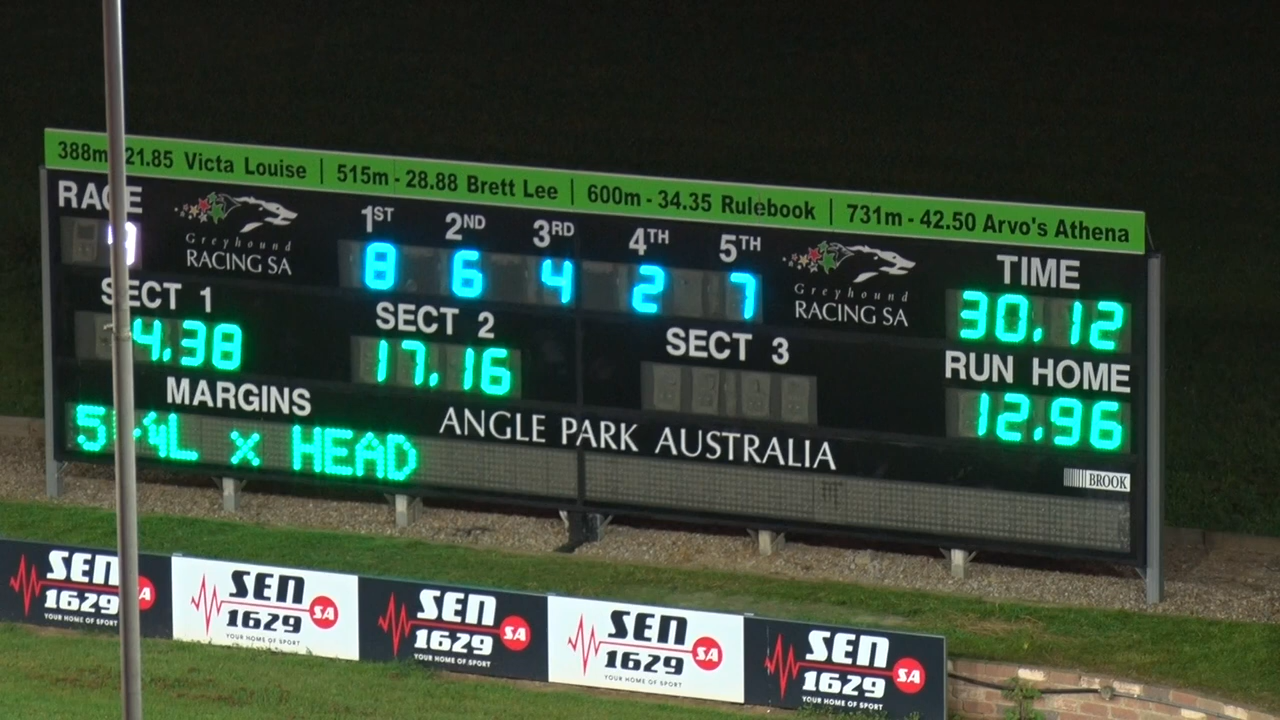 388m 21.85 Victa Louise | 515m - 28.88 Brett Lee | 600m - 34.35 Rulebook | 731m - 42.50 Arvo's Athena
RACE
Greyhound
RACING SA
1ST 2ND 3RD 4TH 5TH
8 6 4 2 7
Greyhound
RACING SA
TIME
30.12
SECT 1
4.38
SECT 2
17.16
SECT 3
RUN HOME
12.96
MARGINS
4L x HEAD
ANGLE PARK AUSTRALIA
BROOK
SEN
1629
SA
YOUR HOME OF SPORT
SEN
1629
SA
YOUR HOME OF SPORT
SEN
1629
SA
YOUR HOME OF SPORT
SEN
1629
SA
YOUR HOME OF SPORT
SEN
1629
SA
YOUR HOME OF SPORT